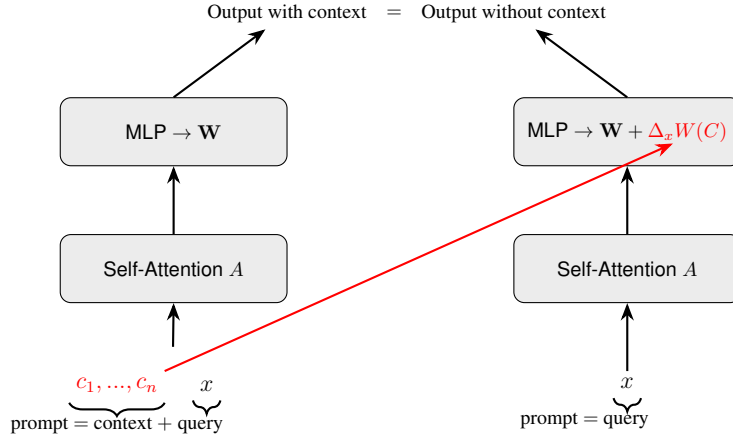 Output with context = Output without context
MLP → W
MLP → W + Δ_x W(C)
Self-Attention A
Self-Attention A
c_1, ..., c_n x
x
prompt = context + query
prompt = query